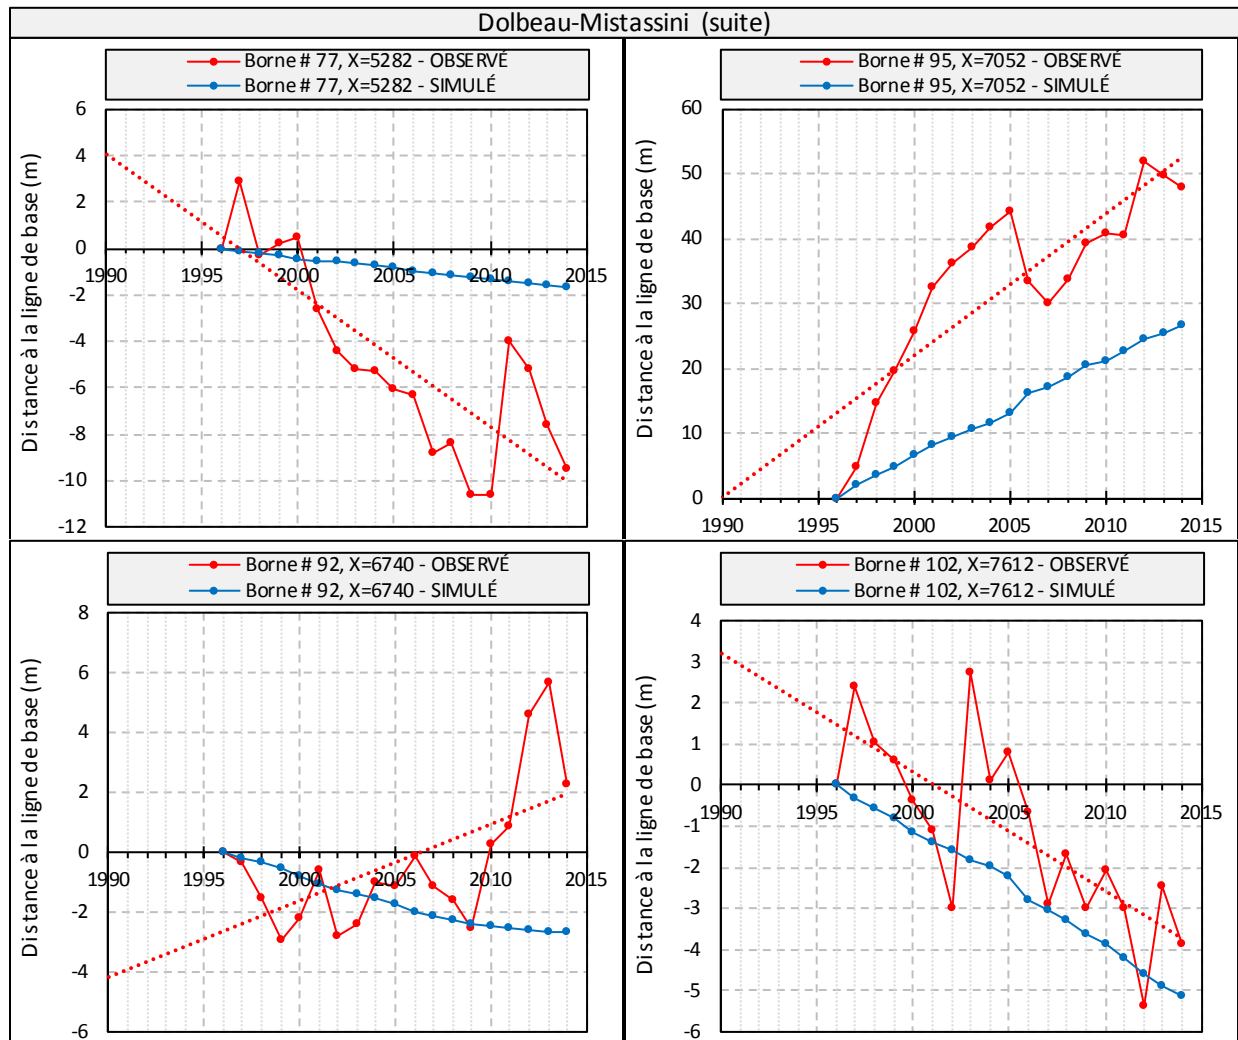 Dolbeau-Mistassini (suite)
Borne # 77, X=5282 - OBSERVÉ
Borne # 77, X=5282 - SIMULÉ
Distance à la ligne de base (m)
6
4
2
0
-2
-4
-6
-8
-10
-12
1990 1995 2000 2005 2010 2015
Borne # 95, X=7052 - OBSERVÉ
Borne # 95, X=7052 - SIMULÉ
Distance à la ligne de base (m)
60
50
40
30
20
10
0
1990 1995 2000 2005 2010 2015
Borne # 92, X=6740 - OBSERVÉ
Borne # 92, X=6740 - SIMULÉ
Distance à la ligne de base (m)
8
6
4
2
0
-2
-4
-6
1990 1995 2000 2005 2010 2015
Borne # 102, X=7612 - OBSERVÉ
Borne # 102, X=7612 - SIMULÉ
Distance à la ligne de base (m)
4
3
2
1
0
-1
-2
-3
-4
-5
-6
1990 1995 2000 2005 2010 2015